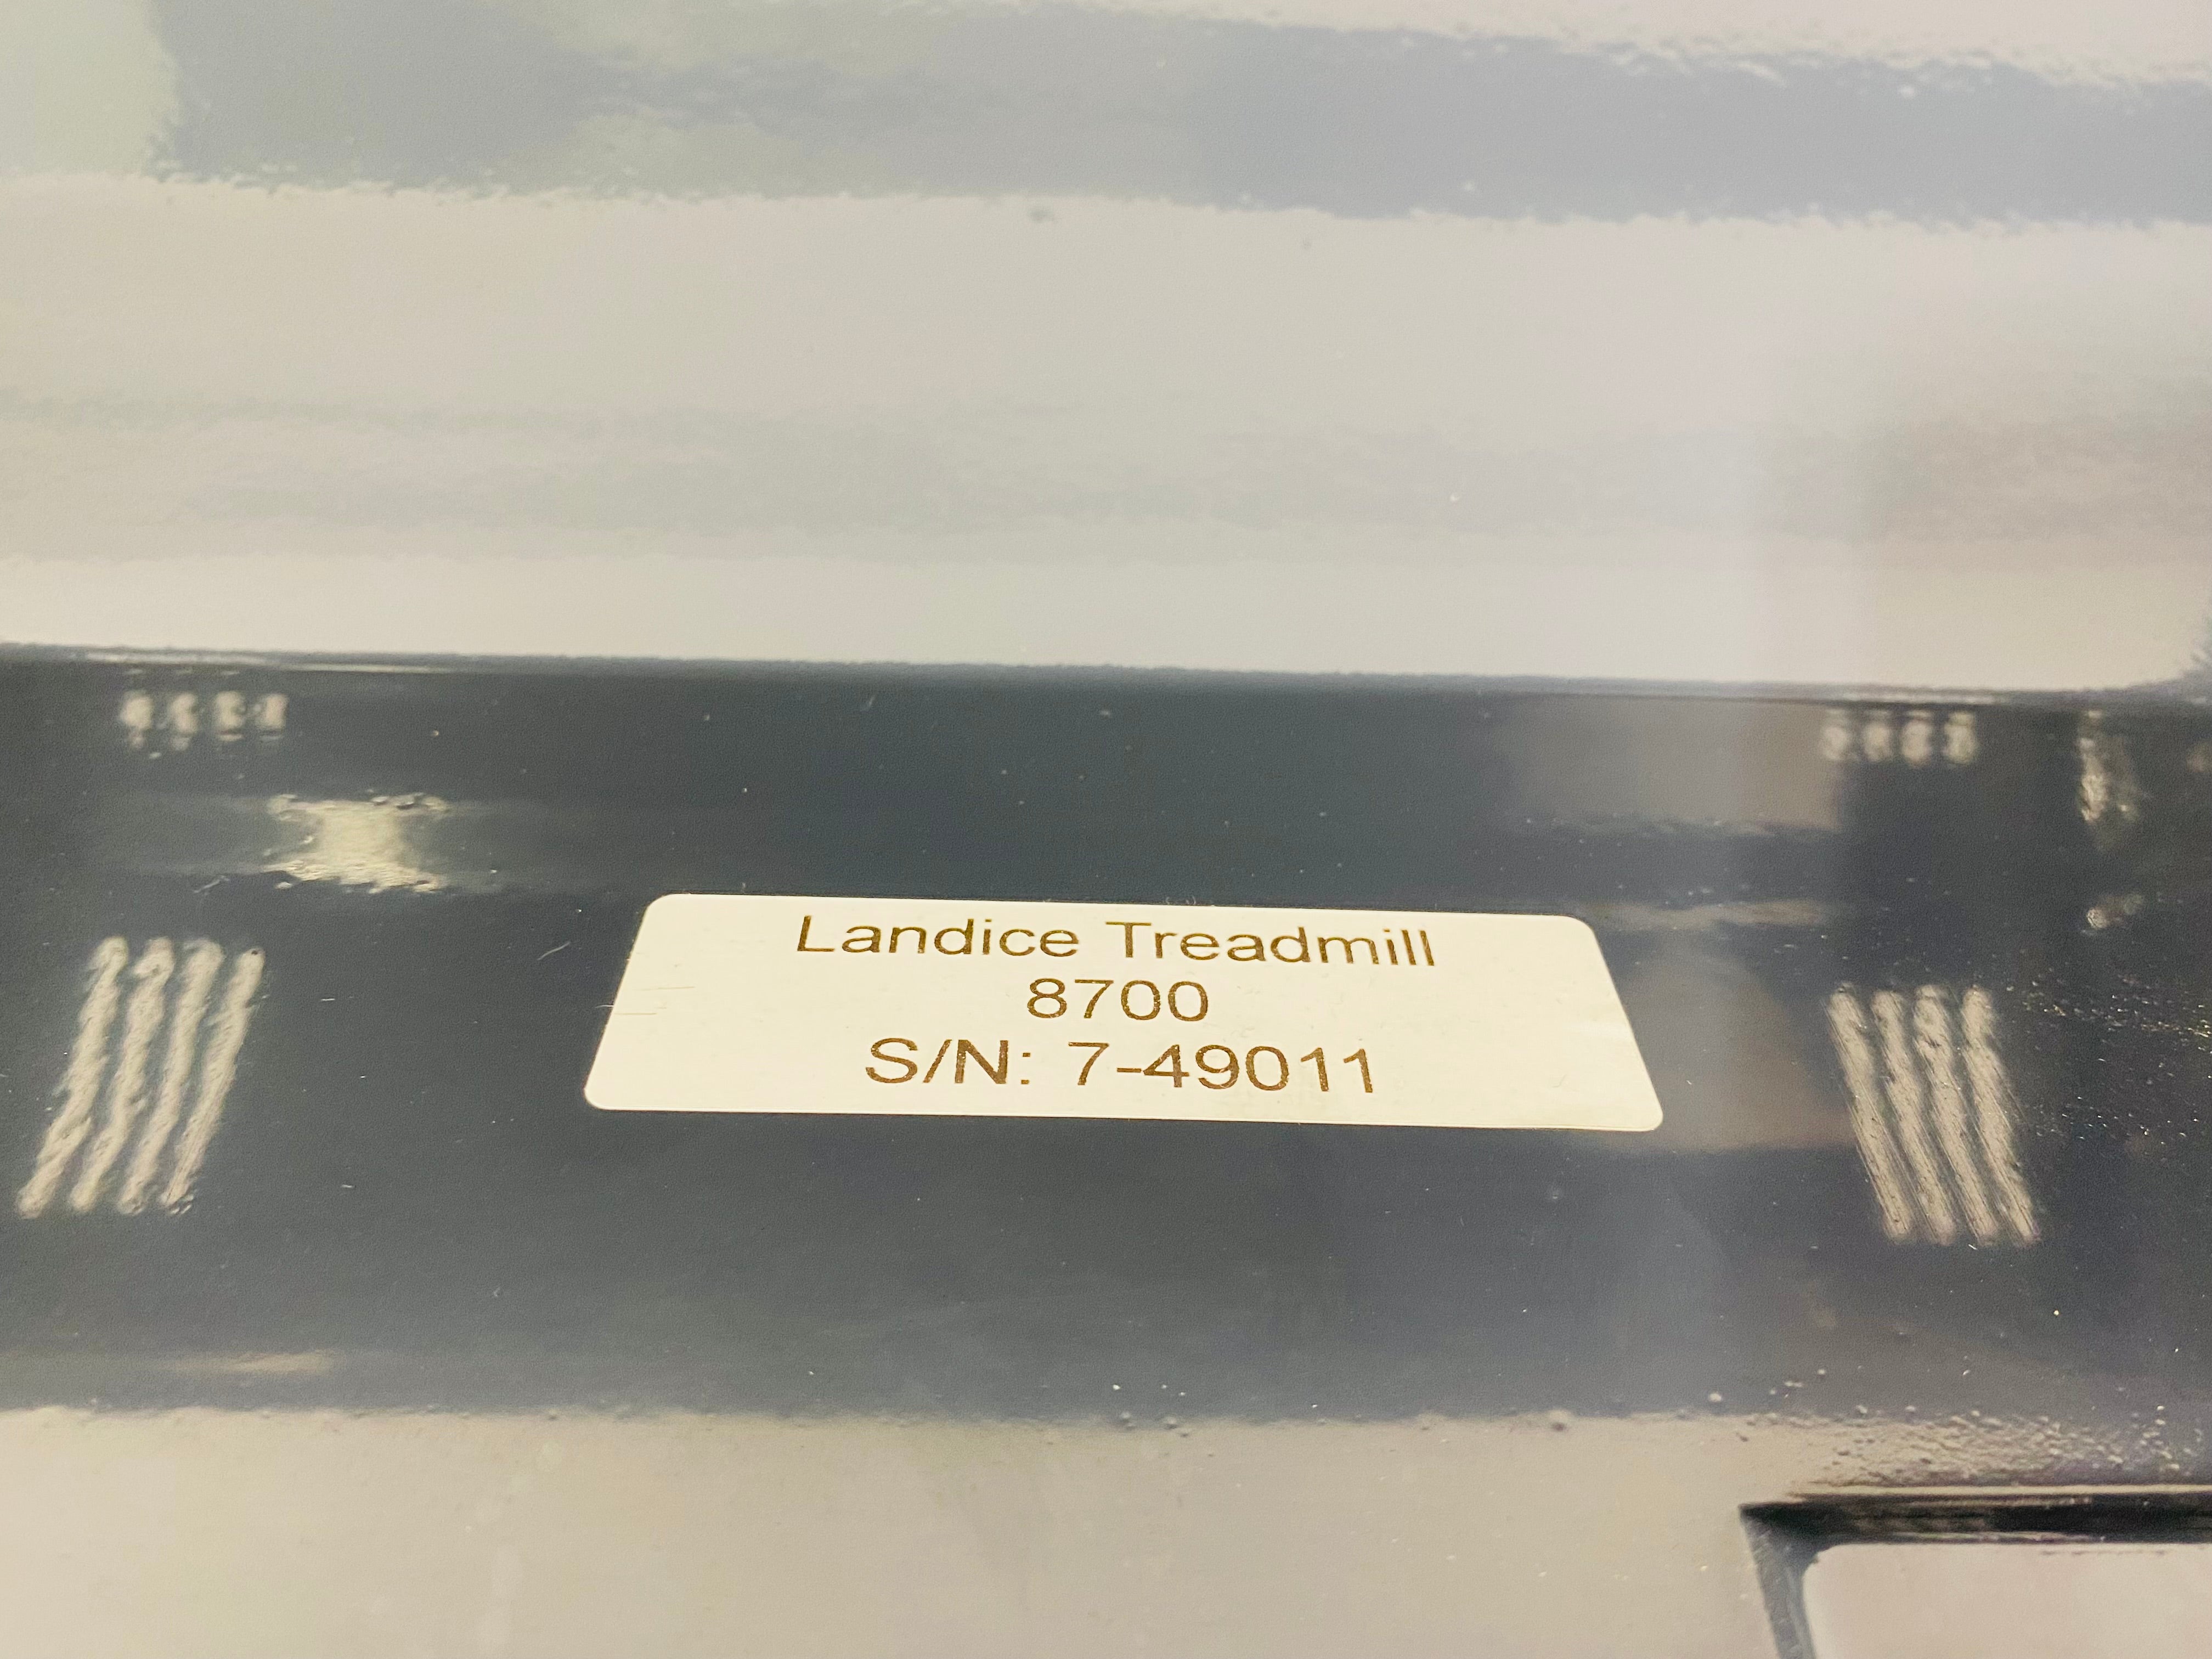 Landice Treadmill
8700
S/N: 7-49011